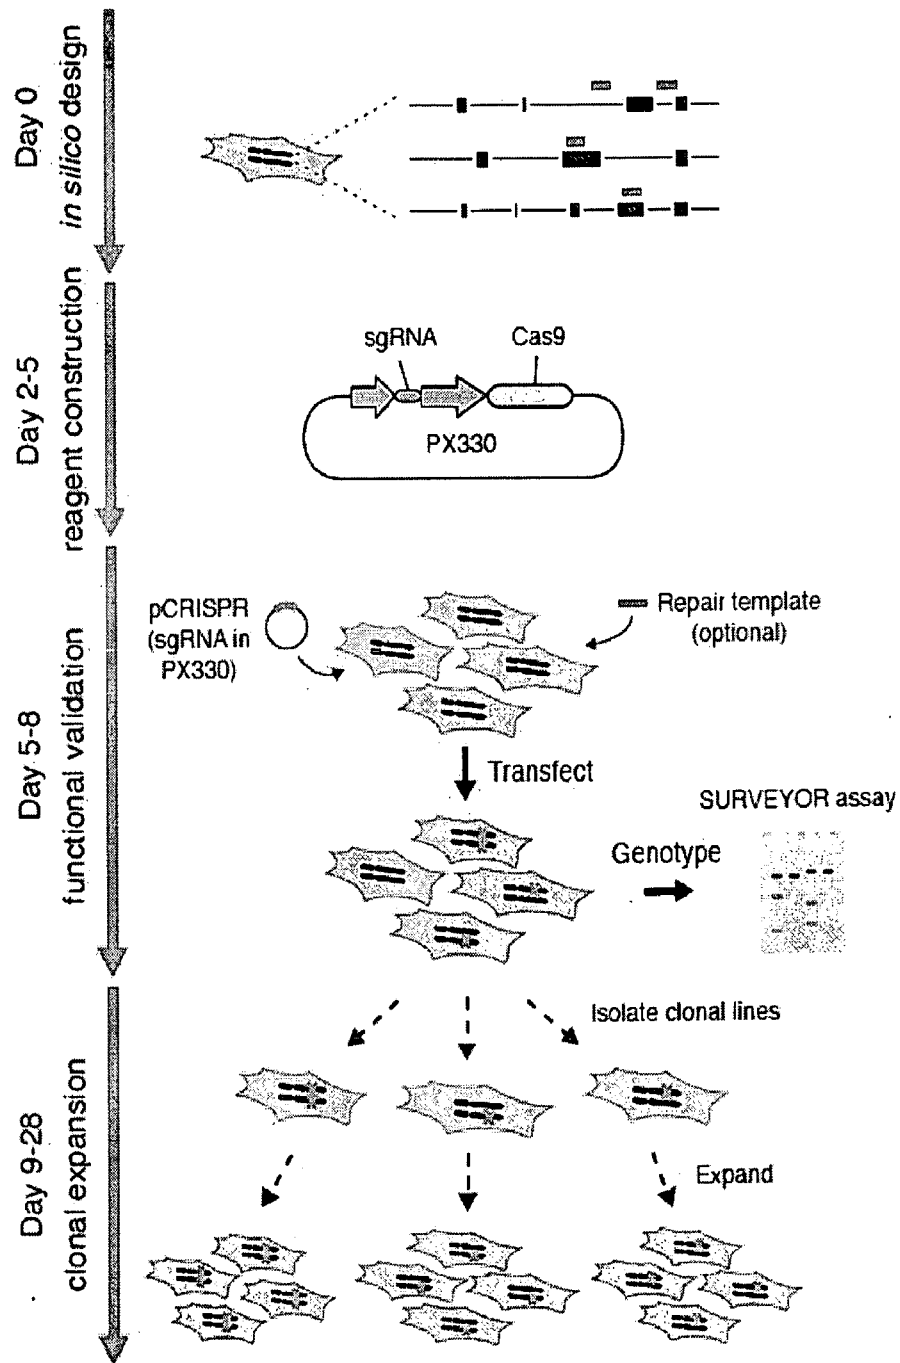 Day 0
in silico design
Day 2-5
reagent construction
sgRNA
Cas9
PX330
Day 5-8
functional validation
pCRISPR
(sgRNA in
PX330)
Repair template
(optional)
Transfect
SURVEYOR assay
Genotype
Day 9-28
clonal expansion
Isolate clonal lines
Expand